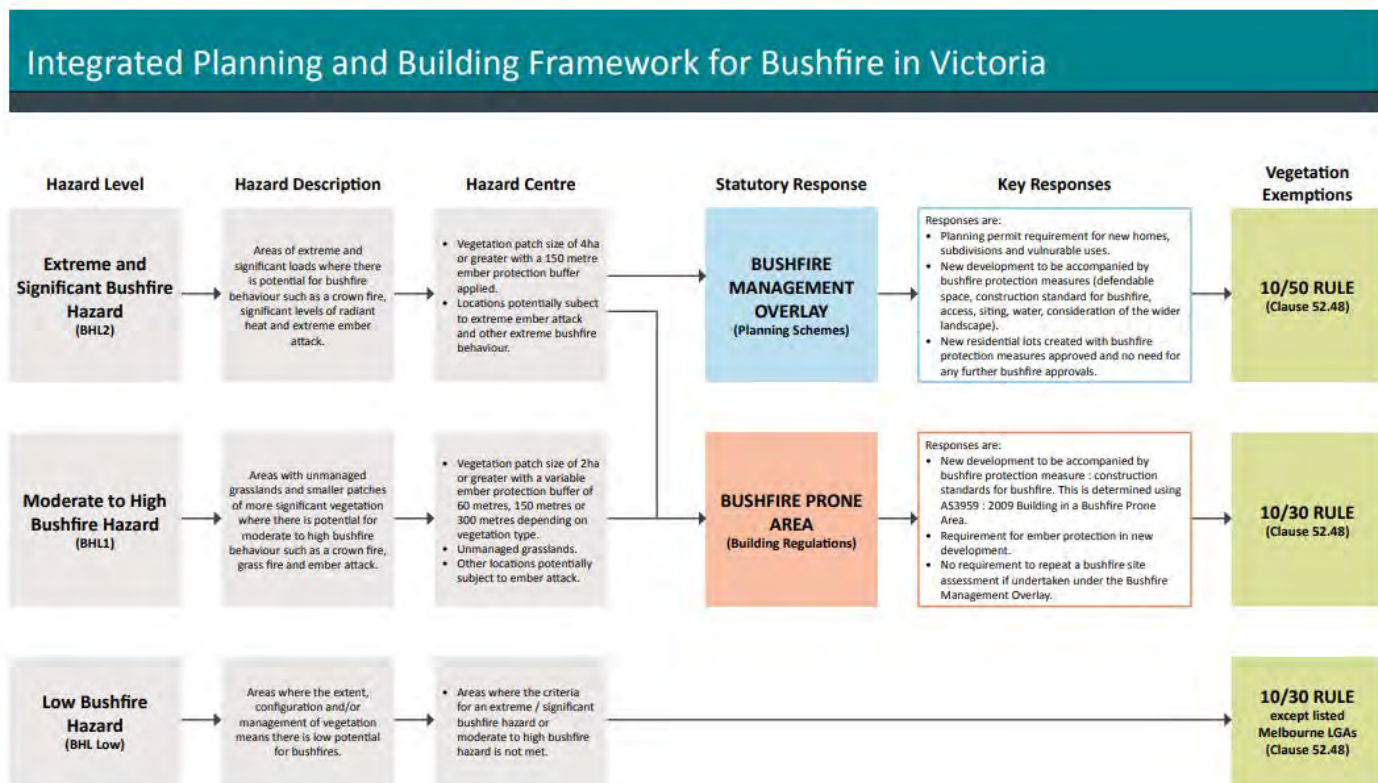 Integrated Planning and Building Framework for Bushfire in Victoria
Hazard Level
Hazard Description
Hazard Centre
Statutory Response
Key Responses
Vegetation
Exemptions
Extreme and
Significant Bushfire
Hazard
(BHL2)
Areas of extreme and
significant loads where there
is potential for bushfire
behaviour such as a crown fire,
significant levels of radiant
heat and extreme ember
attack.
• Vegetation patch size of 4ha
or greater with a 150 metre
ember protection buffer
applied.
• Locations potentially subect
to extreme ember attack
and other extreme bushfire
behaviour.
BUSHFIRE
MANAGEMENT
OVERLAY
(Planning Schemes)
Responses are:
• Planning permit requirement for new homes,
subdivisions and vulnurable uses.
• New development to be accompanied by
bushfire protection measures (defendable
space, construction standard for bushfire,
access, siting, water, consideration of the wider
landscape).
• New residential lots created with bushfire
protection measures approved and no need for
any further bushfire approvals.
10/50 RULE
(Clause 52.48)
Moderate to High
Bushfire Hazard
(BHL1)
Areas with unmanaged
grasslands and smaller patches
of more significant vegetation
where there is potential for
moderate to high bushfire
behaviour such as a crown fire,
grass fire and ember attack.
• Vegetation patch size of 2ha
or greater with a variable
ember protection buffer of
60 metres, 150 metres or
300 metres depending on
vegetation type.
• Unmanaged grasslands.
• Other locations potentially
subject to ember attack.
BUSHFIRE PRONE
AREA
(Building Regulations)
Responses are:
• New development to be accompanied by
bushfire protection measure : construction
standards for bushfire. This is determined using
AS3959 : 2009 Building in a Bushfire Prone
Area.
• Requirement for ember protection in new
development.
• No requirement to repeat a bushfire site
assessment if undertaken under the Bushfire
Management Overlay.
10/30 RULE
(Clause 52.48)
Low Bushfire
Hazard
(BHL Low)
Areas where the extent,
configuration and/or
management of vegetation
means there is low potential
for bushfires.
• Areas where the criteria
for an extreme / significant
bushfire hazard or
moderate to high bushfire
hazard is not met.
10/30 RULE
except listed
Melbourne LGAs
(Clause 52.48)